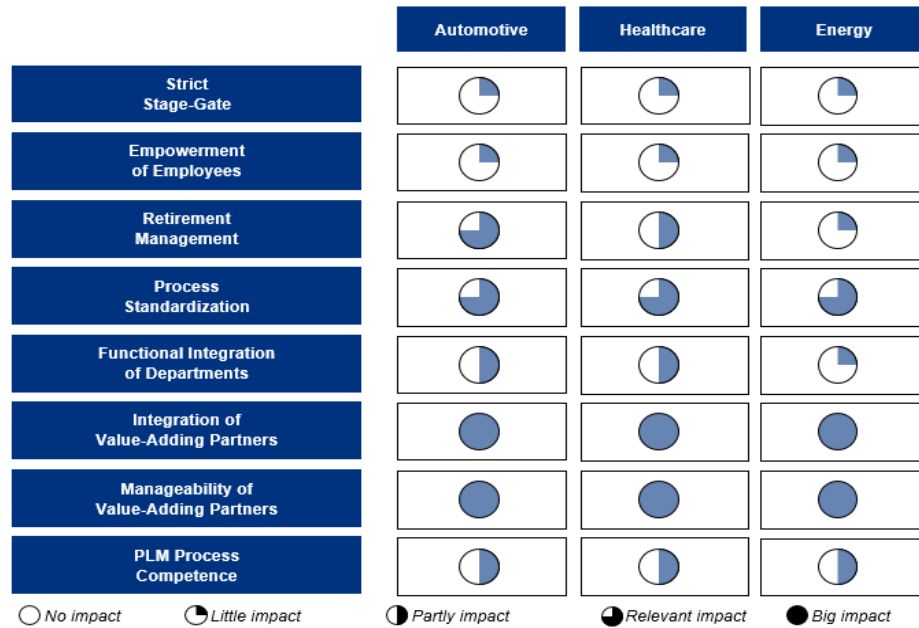 Automotive Healthcare Energy
Strict
Stage-Gate
Empowerment
of Employees
Retirement
Management
Process
Standardization
Functional Integration
of Departments
Integration of
Value-Adding Partners
Manageability of
Value-Adding Partners
PLM Process
Competence
No impact Little impact Partly impact Relevant impact Big impact